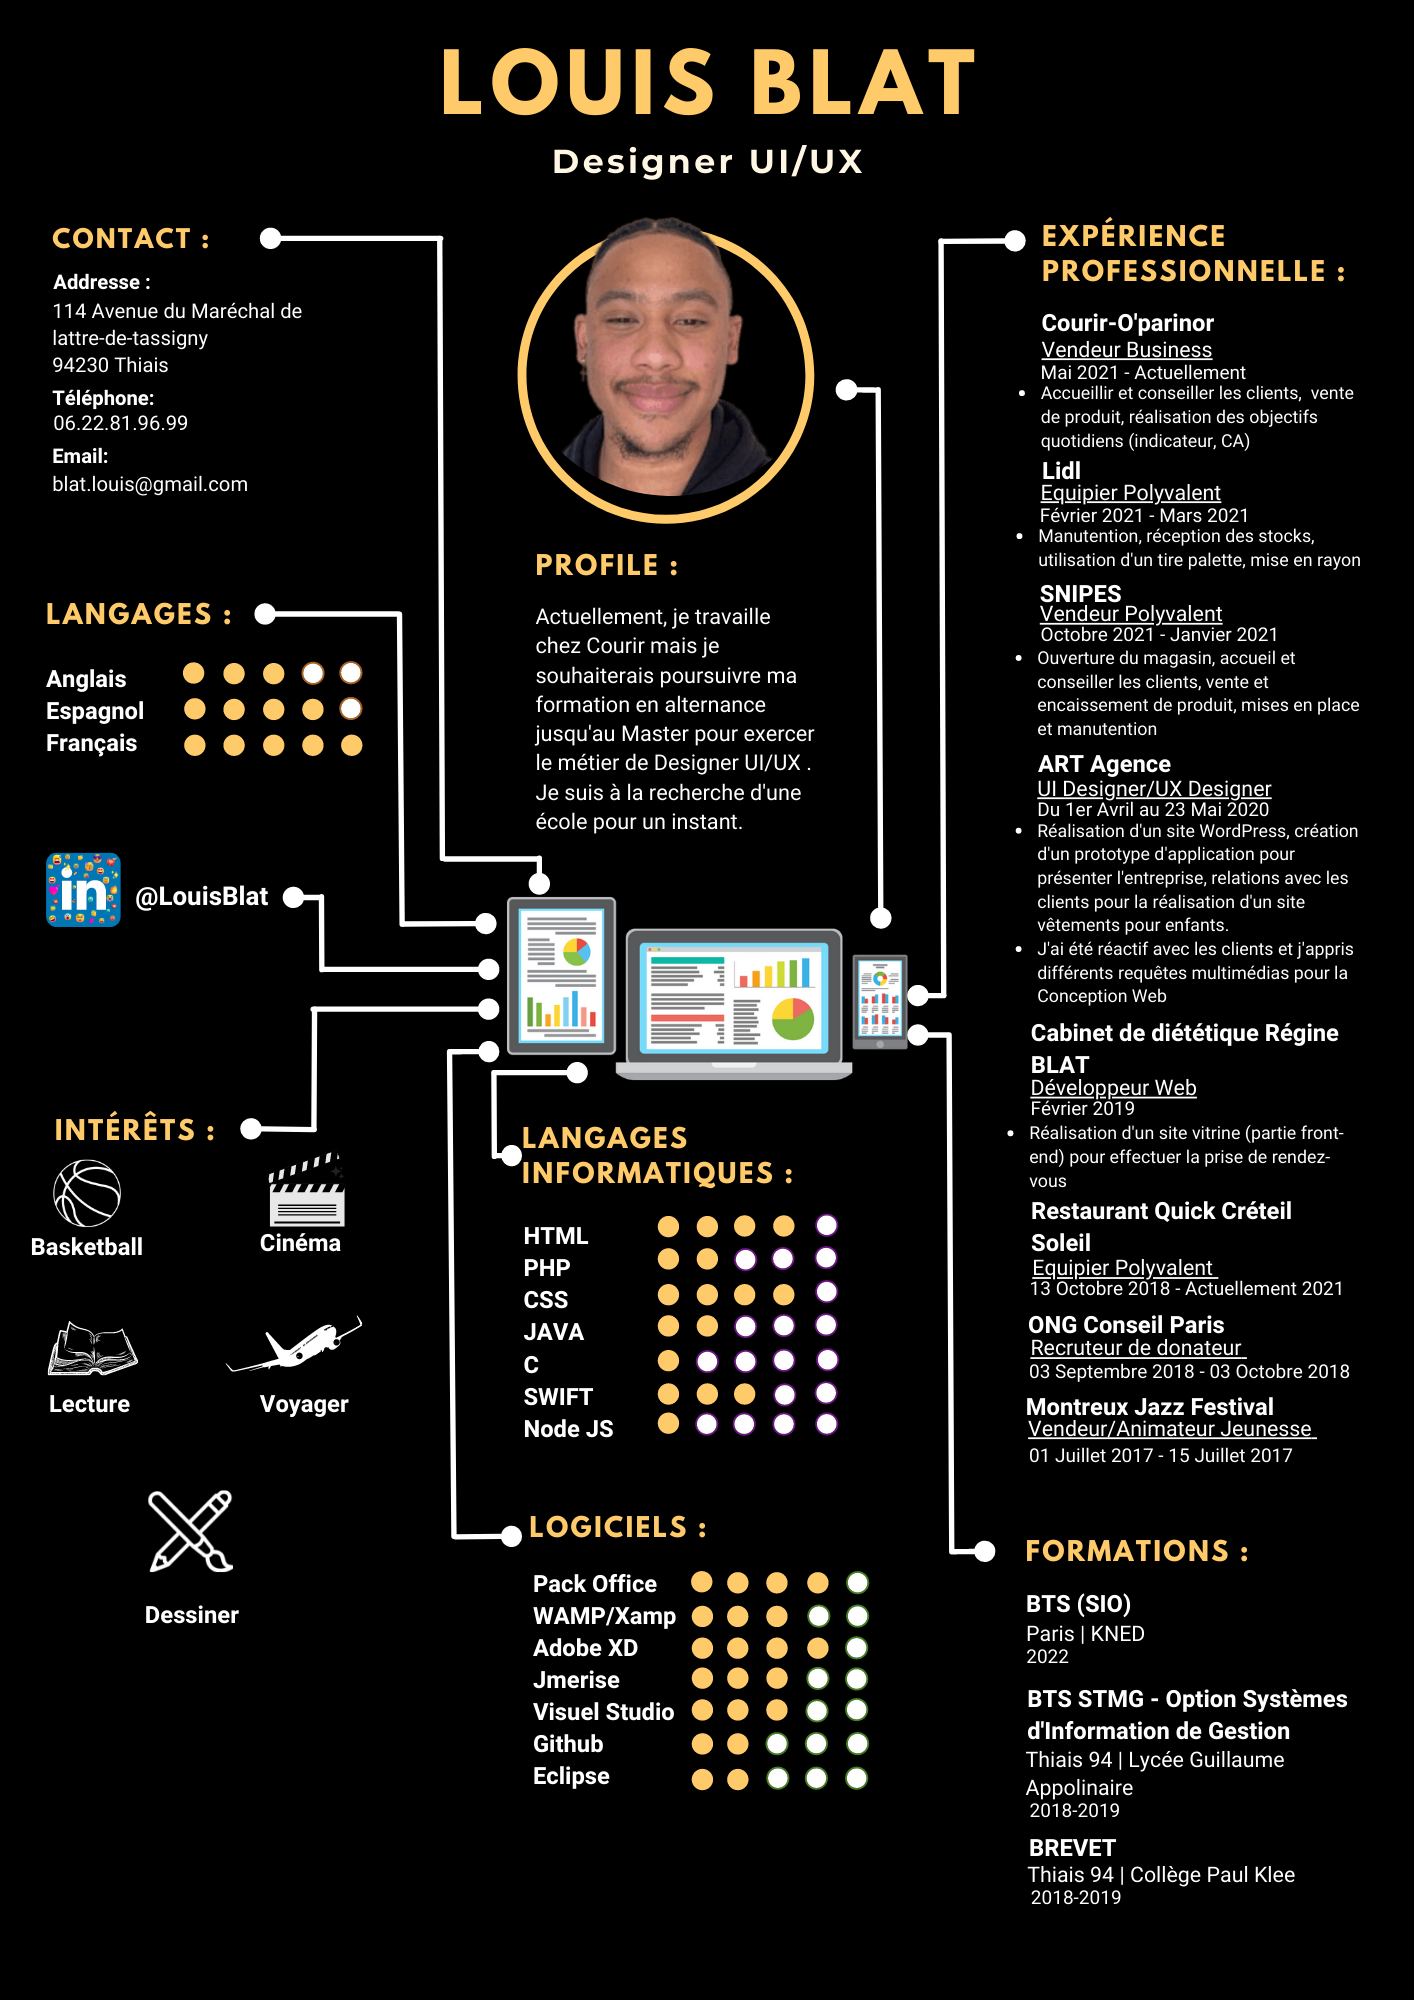 LOUIS BLAT
Designer UI/UX
CONTACT :
Addresse :
114 Avenue du Maréchal de
lattre-de-tassigny
94230 Thiais
Téléphone:
06.22.81.96.99
Email:
blat.louis@gmail.com
LANGAGES :
Anglais
Espagnol
Français
in
@LouisBlat
INTÉRÊTS :
Basketball
Cinéma
Lecture
Voyager
Dessiner
PROFILE :
Actuellement, je travaille
chez Courir mais je
souhaiterais poursuivre ma
formation en alternance
jusqu'au Master pour exercer
le métier de Designer UI/UX .
Je suis à la recherche d'une
école pour un instant.
LANGAGES
INFORMATIQUES :
HTML
PHP
CSS
JAVA
C
SWIFT
Node JS
LOGICIELS :
Pack Office
WAMP/Xamp
Adobe XD
Jmerise
Visuel Studio
Github
Eclipse
EXPÉRIENCE
PROFESSIONNELLE :
Courir-O'parinor
Vendeur Business
Mai 2021 - Actuellement
• Accueillir et conseiller les clients, vente
de produit, réalisation des objectifs
quotidiens (indicateur, CA)
Lidl
Equipier Polyvalent
Février 2021 - Mars 2021
• Manutention, réception des stocks,
utilisation d'un tire palette, mise en rayon
SNIPES
Vendeur Polyvalent
Octobre 2021 - Janvier 2021
• Ouverture du magasin, accueil et
conseiller les clients, vente et
encaissement de produit, mises en place
et manutention
ART Agence
UI Designer/UX Designer
Du 1er Avril au 23 Mai 2020
• Réalisation d'un site WordPress, création
d'un prototype d'application pour
présenter l'entreprise, relations avec les
clients pour la réalisation d'un site
vêtements pour enfants.
• J'ai été réactif avec les clients et j'appris
différents requêtes multimédias pour la
Conception Web
Cabinet de diététique Régine
BLAT
Développeur Web
Février 2019
• Réalisation d'un site vitrine (partie front-
end) pour effectuer la prise de rendez-
vous
Restaurant Quick Créteil
Soleil
Equipier Polyvalent
13 Octobre 2018 - Actuellement 2021
ONG Conseil Paris
Recruteur de donateur
03 Septembre 2018 - 03 Octobre 2018
Montreux Jazz Festival
Vendeur/Animateur Jeunesse
01 Juillet 2017 - 15 Juillet 2017
FORMATIONS :
BTS (SIO)
Paris | KNED
2022
BTS STMG - Option Systèmes
d'Information de Gestion
Thiais 94 | Lycée Guillaume
Appolinaire
2018-2019
BREVET
Thiais 94 | Collège Paul Klee
2018-2019